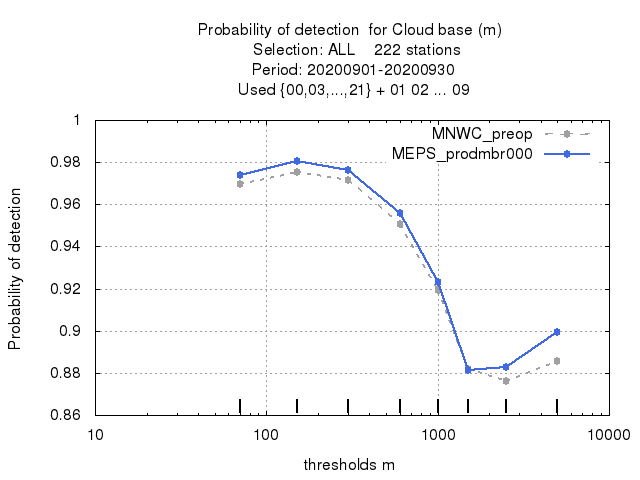 Probability of detection  for Cloud base (m)
Selection: ALL    222 stations
Period: 20200901-20200930
Used {00,03,...,21} + 01 02 ... 09
MNWC_preop
MEPS_prodmbr000
Probability of detection
1
0.98
0.96
0.94
0.92
0.9
0.88
0.86
10 100 1000 10000
thresholds m